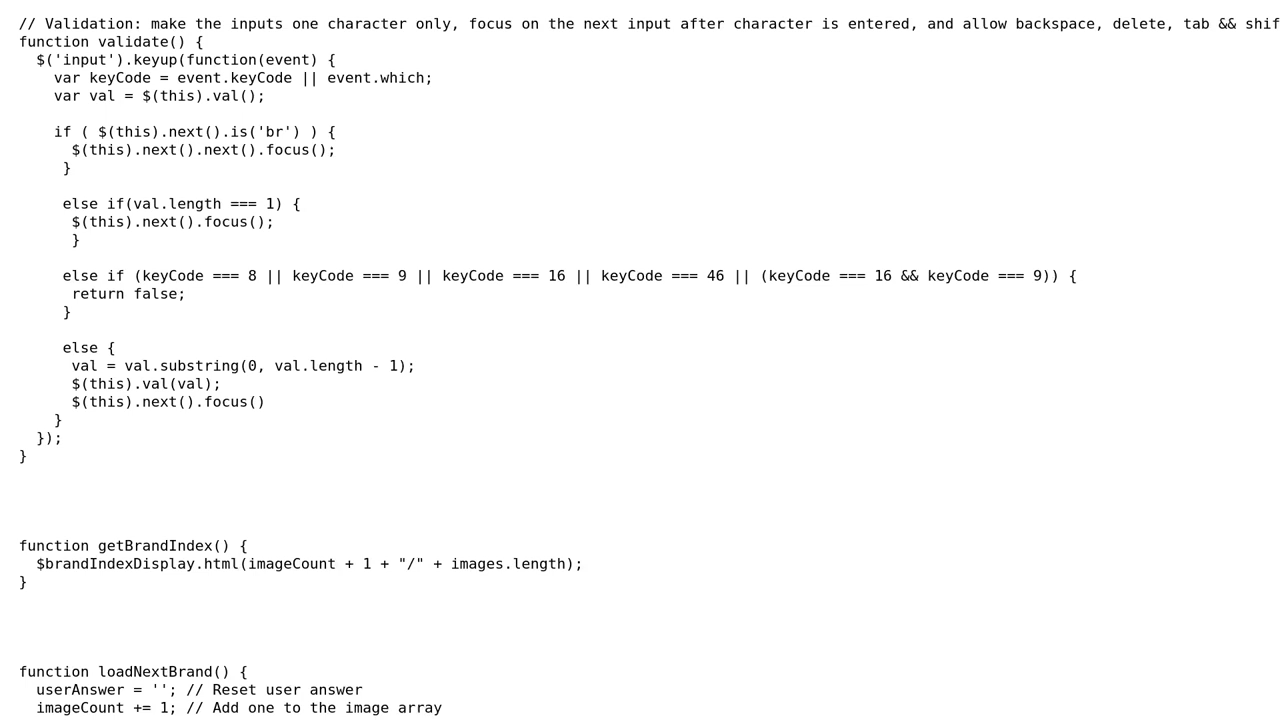 // Validation: make the inputs one character only, focus on the next input after character is entered, and allow backspace, delete, tab && shif
function validate() {
  $('input').keyup(function(event) {
    var keyCode = event.keyCode || event.which;
    var val = $(this).val();

    if ( $(this).next().is('br') ) {
      $(this).next().next().focus();
     }

     else if(val.length === 1) {
      $(this).next().focus();
      }

     else if (keyCode === 8 || keyCode === 9 || keyCode === 16 || keyCode === 46 || (keyCode === 16 && keyCode === 9)) {
      return false;
     }

     else {
      val = val.substring(0, val.length - 1);
      $(this).val(val);
      $(this).next().focus()
    }
  });
}

function getBrandIndex() {
  $brandIndexDisplay.html(imageCount + 1 + "/" + images.length);
}

function loadNextBrand() {
  userAnswer = ''; // Reset user answer
  imageCount += 1; // Add one to the image array